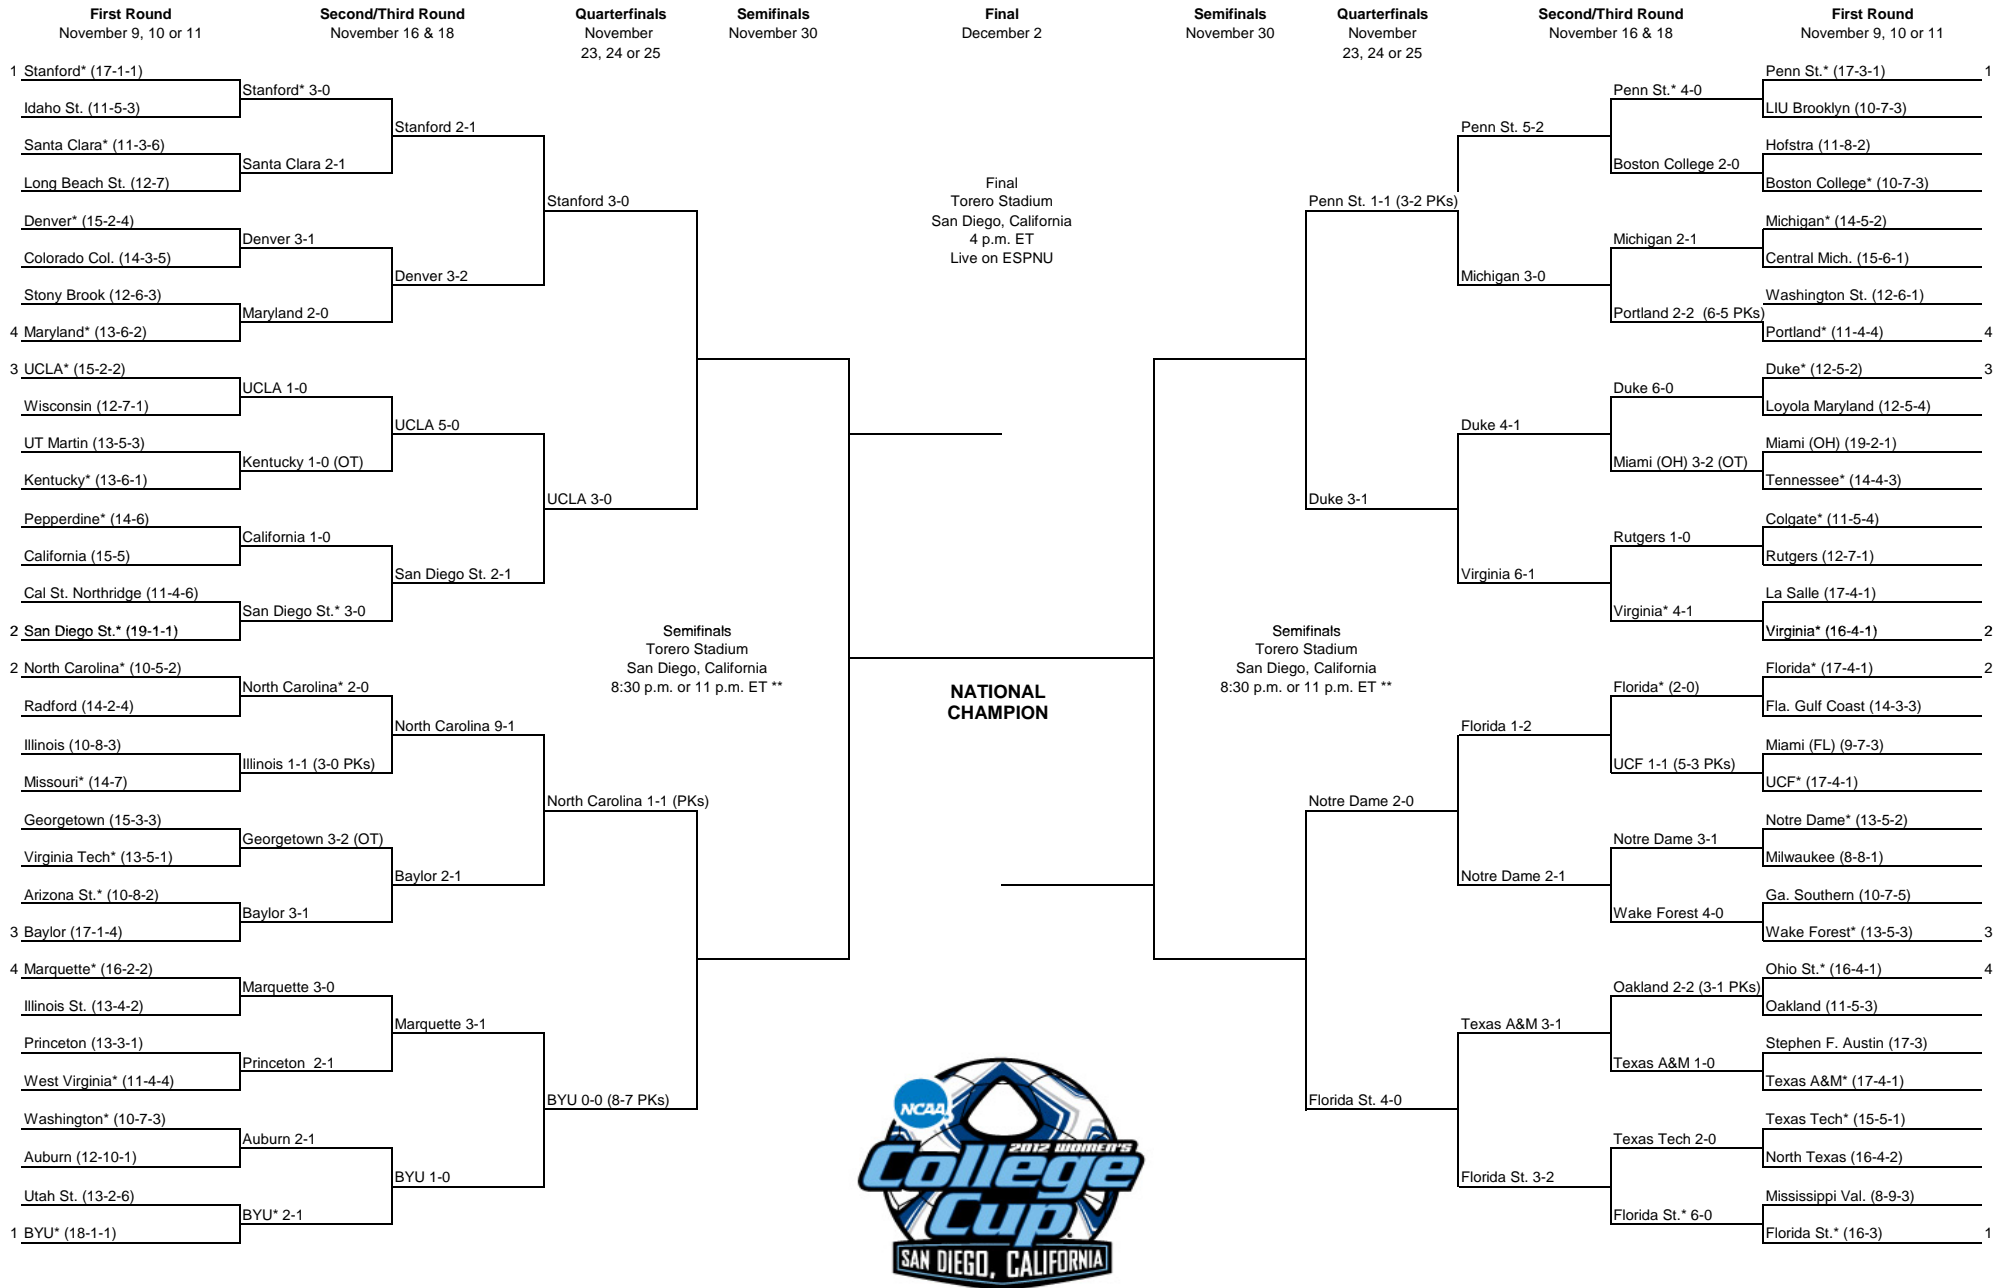 First Round
November 9, 10 or 11
Second/Third Round
November 16 & 18
Quarterfinals
November
23, 24 or 25
Semifinals
November 30
Final
December 2
Semifinals
November 30
Quarterfinals
November
23, 24 or 25
Second/Third Round
November 16 & 18
First Round
November 9, 10 or 11
1 Stanford* (17-1-1)
Idaho St. (11-5-3)
Santa Clara* (11-3-6)
Long Beach St. (12-7)
Denver* (15-2-4)
Colorado Col. (14-3-5)
Stony Brook (12-6-3)
4 Maryland* (13-6-2)
3 UCLA* (15-2-2)
Wisconsin (12-7-1)
UT Martin (13-5-3)
Kentucky* (13-6-1)
Pepperdine* (14-6)
California (15-5)
Cal St. Northridge (11-4-6)
2 San Diego St.* (19-1-1)
2 North Carolina* (10-5-2)
Radford (14-2-4)
Illinois (10-8-3)
Missouri* (14-7)
Georgetown (15-3-3)
Virginia Tech* (13-5-1)
Arizona St.* (10-8-2)
3 Baylor (17-1-4)
4 Marquette* (16-2-2)
Illinois St. (13-4-2)
Princeton (13-3-1)
West Virginia* (11-4-4)
Washington* (10-7-3)
Auburn (12-10-1)
Utah St. (13-2-6)
1 BYU* (18-1-1)
Stanford* 3-0
Santa Clara 2-1
Denver 3-1
Maryland 2-0
UCLA 1-0
Kentucky 1-0 (OT)
California 1-0
San Diego St.* 3-0
North Carolina* 2-0
Illinois 1-1 (3-0 PKs)
Georgetown 3-2 (OT)
Baylor 3-1
Marquette 3-0
Princeton 2-1
Auburn 2-1
BYU* 2-1
Stanford 2-1
Denver 3-2
UCLA 5-0
San Diego St. 2-1
North Carolina 9-1
Baylor 2-1
Marquette 3-1
BYU 1-0
Stanford 3-0
UCLA 3-0
North Carolina 1-1 (PKs)
BYU 0-0 (8-7 PKs)
Semifinals
Torero Stadium
San Diego, California
8:30 p.m. or 11 p.m. ET **
Final
Torero Stadium
San Diego, California
4 p.m. ET
Live on ESPNU
NATIONAL
CHAMPION
NCAA
2012 WOMEN'S
College
Cup
SAN DIEGO, CALIFORNIA
Semifinals
Torero Stadium
San Diego, California
8:30 p.m. or 11 p.m. ET **
Penn St. 1-1 (3-2 PKs)
Duke 3-1
Notre Dame 2-0
Florida St. 4-0
Penn St. 5-2
Michigan 3-0
Duke 4-1
Virginia 6-1
Florida 1-2
Notre Dame 2-1
Texas A&M 3-1
Florida St. 3-2
Penn St.* 4-0
Boston College 2-0
Michigan 2-1
Portland 2-2 (6-5 PKs)
Duke 6-0
Miami (OH) 3-2 (OT)
Rutgers 1-0
Virginia* 4-1
Florida* (2-0)
UCF 1-1 (5-3 PKs)
Notre Dame 3-1
Wake Forest 4-0
Oakland 2-2 (3-1 PKs)
Texas A&M 1-0
Texas Tech 2-0
Florida St.* 6-0
Penn St.* (17-3-1) 1
LIU Brooklyn (10-7-3)
Hofstra (11-8-2)
Boston College* (10-7-3)
Michigan* (14-5-2)
Central Mich. (15-6-1)
Washington St. (12-6-1)
Portland* (11-4-4) 4
Duke* (12-5-2) 3
Loyola Maryland (12-5-4)
Miami (OH) (19-2-1)
Tennessee* (14-4-3)
Colgate* (11-5-4)
Rutgers (12-7-1)
La Salle (17-4-1)
Virginia* (16-4-1) 2
Florida* (17-4-1) 2
Fla. Gulf Coast (14-3-3)
Miami (FL) (9-7-3)
UCF* (17-4-1)
Notre Dame* (13-5-2)
Milwaukee (8-8-1)
Ga. Southern (10-7-5)
Wake Forest* (13-5-3) 3
Ohio St.* (16-4-1) 4
Oakland (11-5-3)
Stephen F. Austin (17-3)
Texas A&M* (17-4-1)
Texas Tech* (15-5-1)
North Texas (16-4-2)
Mississippi Val. (8-9-3)
Florida St.* (16-3) 1